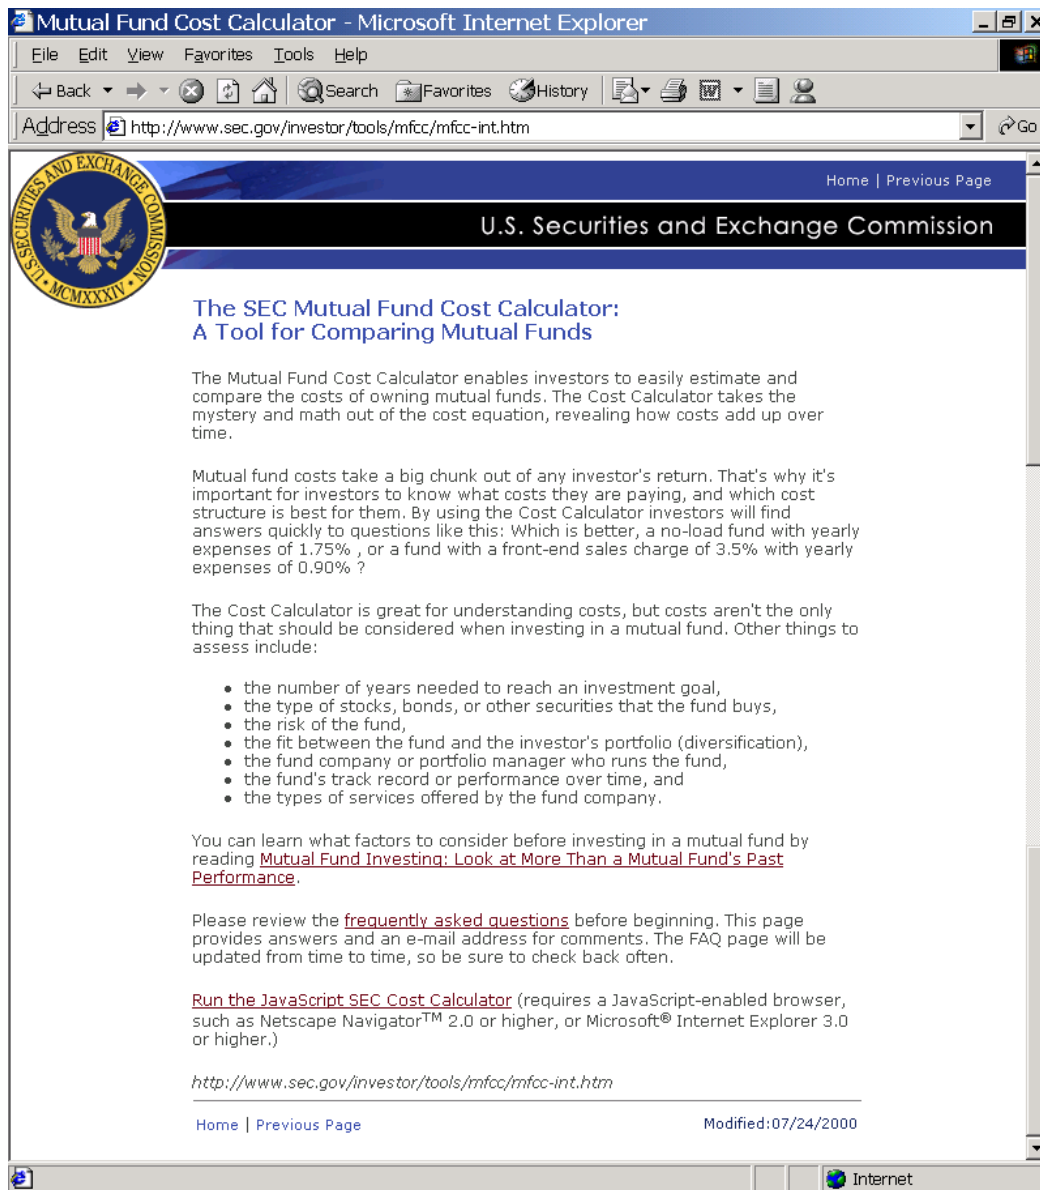 Mutual Fund Cost Calculator - Microsoft Internet Explorer
File Edit View Favorites Tools Help
Back Search Favorites History
Address http://www.sec.gov/investor/tools/mfcc/mfcc-int.htm Go
U.S. SECURITIES AND EXCHANGE COMMISSION
MCMXXXIV
Home | Previous Page
U.S. Securities and Exchange Commission
The SEC Mutual Fund Cost Calculator:
A Tool for Comparing Mutual Funds
The Mutual Fund Cost Calculator enables investors to easily estimate and
compare the costs of owning mutual funds. The Cost Calculator takes the
mystery and math out of the cost equation, revealing how costs add up over
time.
Mutual fund costs take a big chunk out of any investor's return. That's why it's
important for investors to know what costs they are paying, and which cost
structure is best for them. By using the Cost Calculator investors will find
answers quickly to questions like this: Which is better, a no-load fund with yearly
expenses of 1.75% , or a fund with a front-end sales charge of 3.5% with yearly
expenses of 0.90% ?
The Cost Calculator is great for understanding costs, but costs aren't the only
thing that should be considered when investing in a mutual fund. Other things to
assess include:
• the number of years needed to reach an investment goal,
• the type of stocks, bonds, or other securities that the fund buys,
• the risk of the fund,
• the fit between the fund and the investor's portfolio (diversification),
• the fund company or portfolio manager who runs the fund,
• the fund's track record or performance over time, and
• the types of services offered by the fund company.
You can learn what factors to consider before investing in a mutual fund by
reading Mutual Fund Investing: Look at More Than a Mutual Fund's Past
Performance.
Please review the frequently asked questions before beginning. This page
provides answers and an e-mail address for comments. The FAQ page will be
updated from time to time, so be sure to check back often.
Run the JavaScript SEC Cost Calculator (requires a JavaScript-enabled browser,
such as Netscape Navigator™ 2.0 or higher, or Microsoft® Internet Explorer 3.0
or higher.)
http://www.sec.gov/investor/tools/mfcc/mfcc-int.htm
Home | Previous Page Modified:07/24/2000
Internet